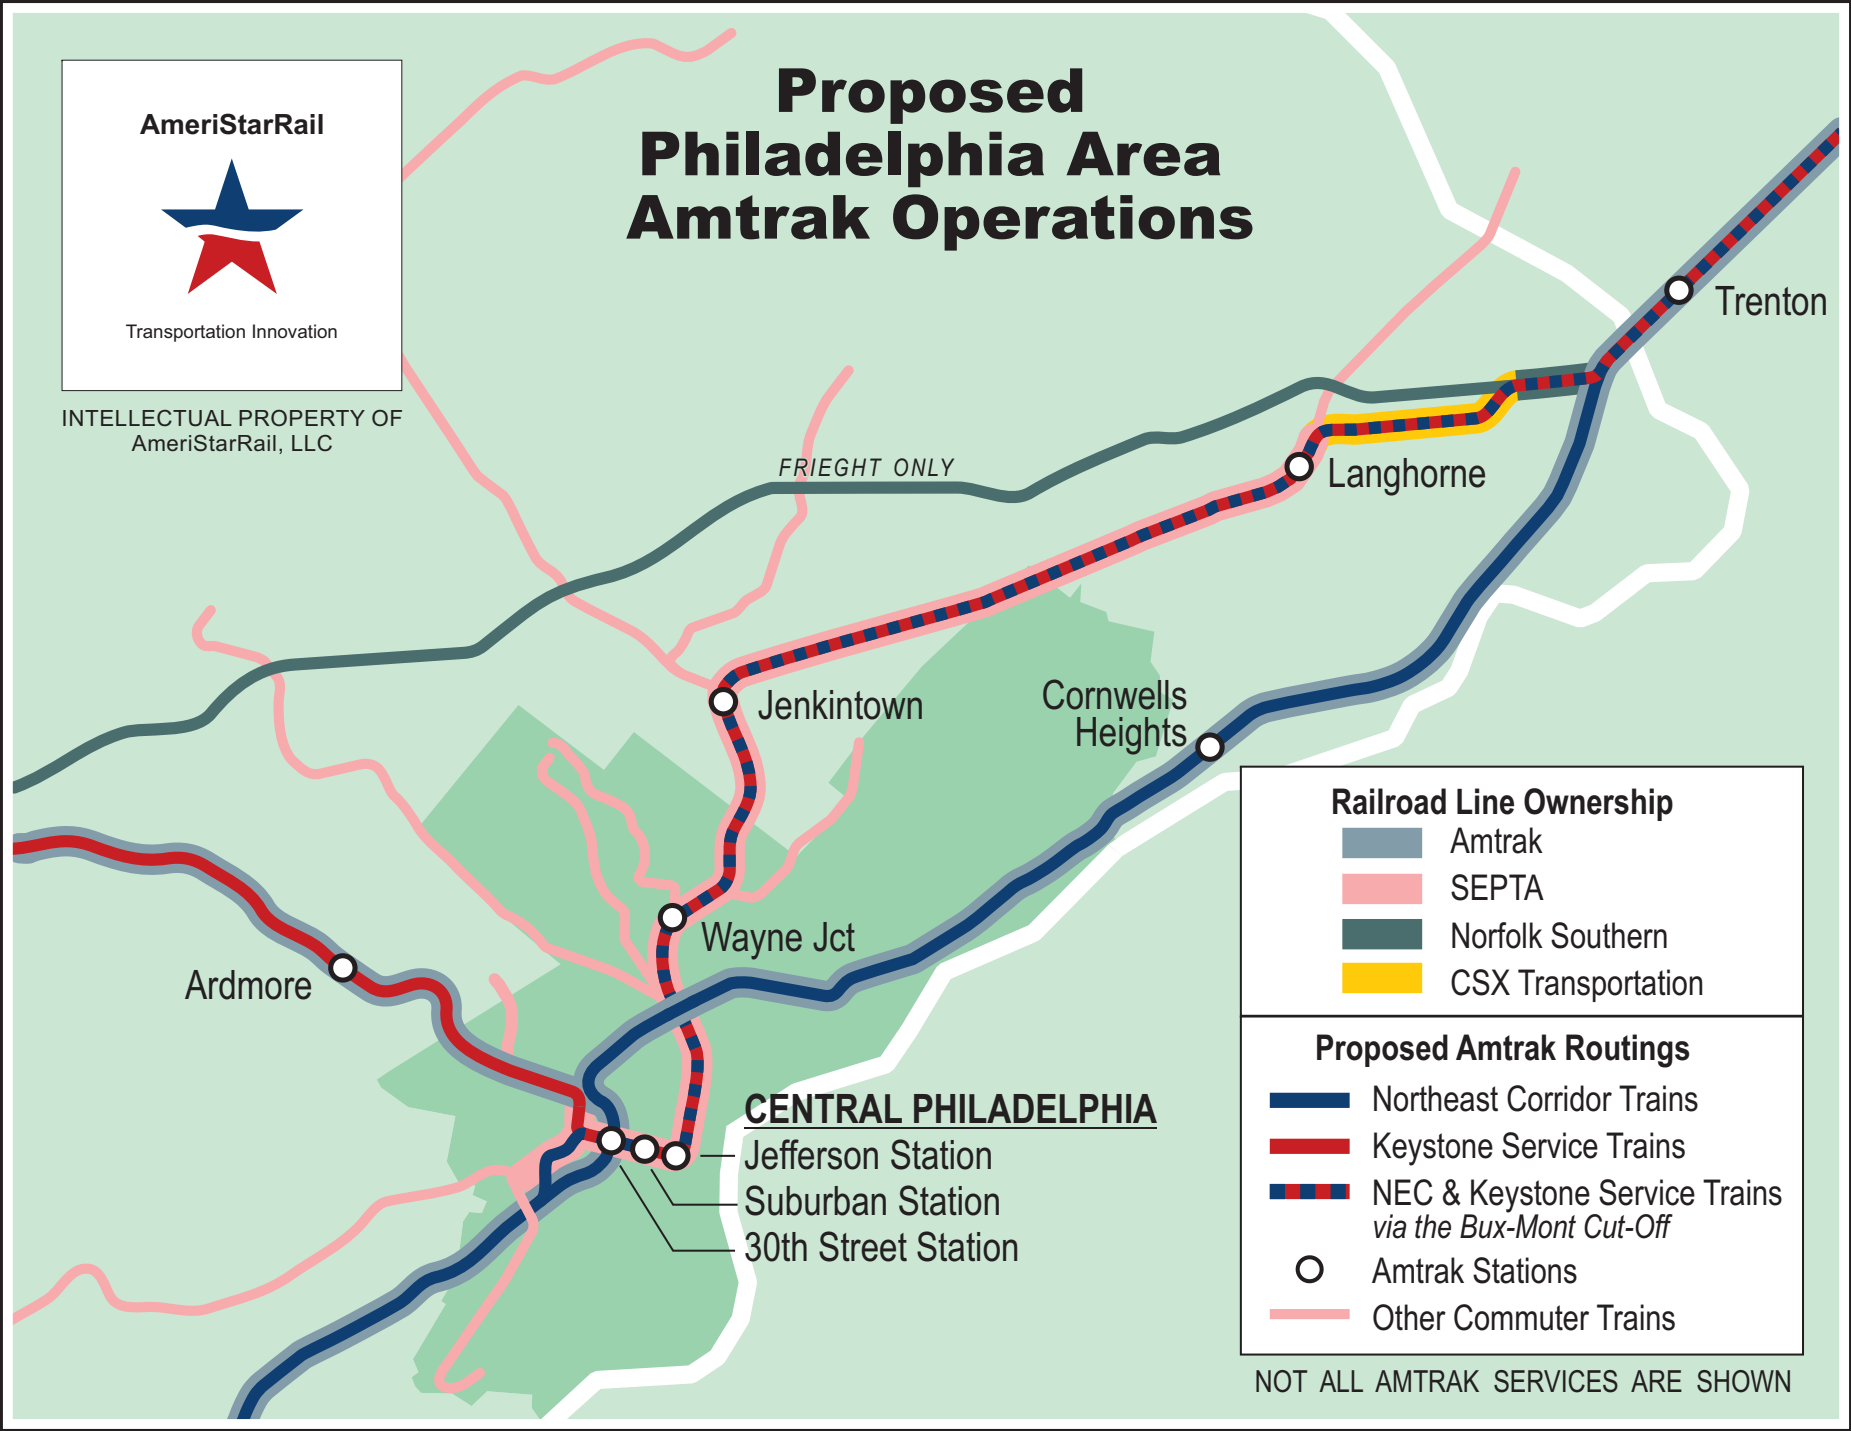 Proposed
Philadelphia Area
Amtrak Operations
AmeriStarRail
Transportation Innovation
INTELLECTUAL PROPERTY OF
AmeriStarRail, LLC
Trenton
FRIEGHT ONLY
Langhorne
Jenkintown
Cornwells
Heights
Wayne Jct
Ardmore
CENTRAL PHILADELPHIA
Jefferson Station
Suburban Station
30th Street Station
Railroad Line Ownership
Amtrak
SEPTA
Norfolk Southern
CSX Transportation
Proposed Amtrak Routings
Northeast Corridor Trains
Keystone Service Trains
NEC & Keystone Service Trains
via the Bux-Mont Cut-Off
Amtrak Stations
Other Commuter Trains
NOT ALL AMTRAK SERVICES ARE SHOWN